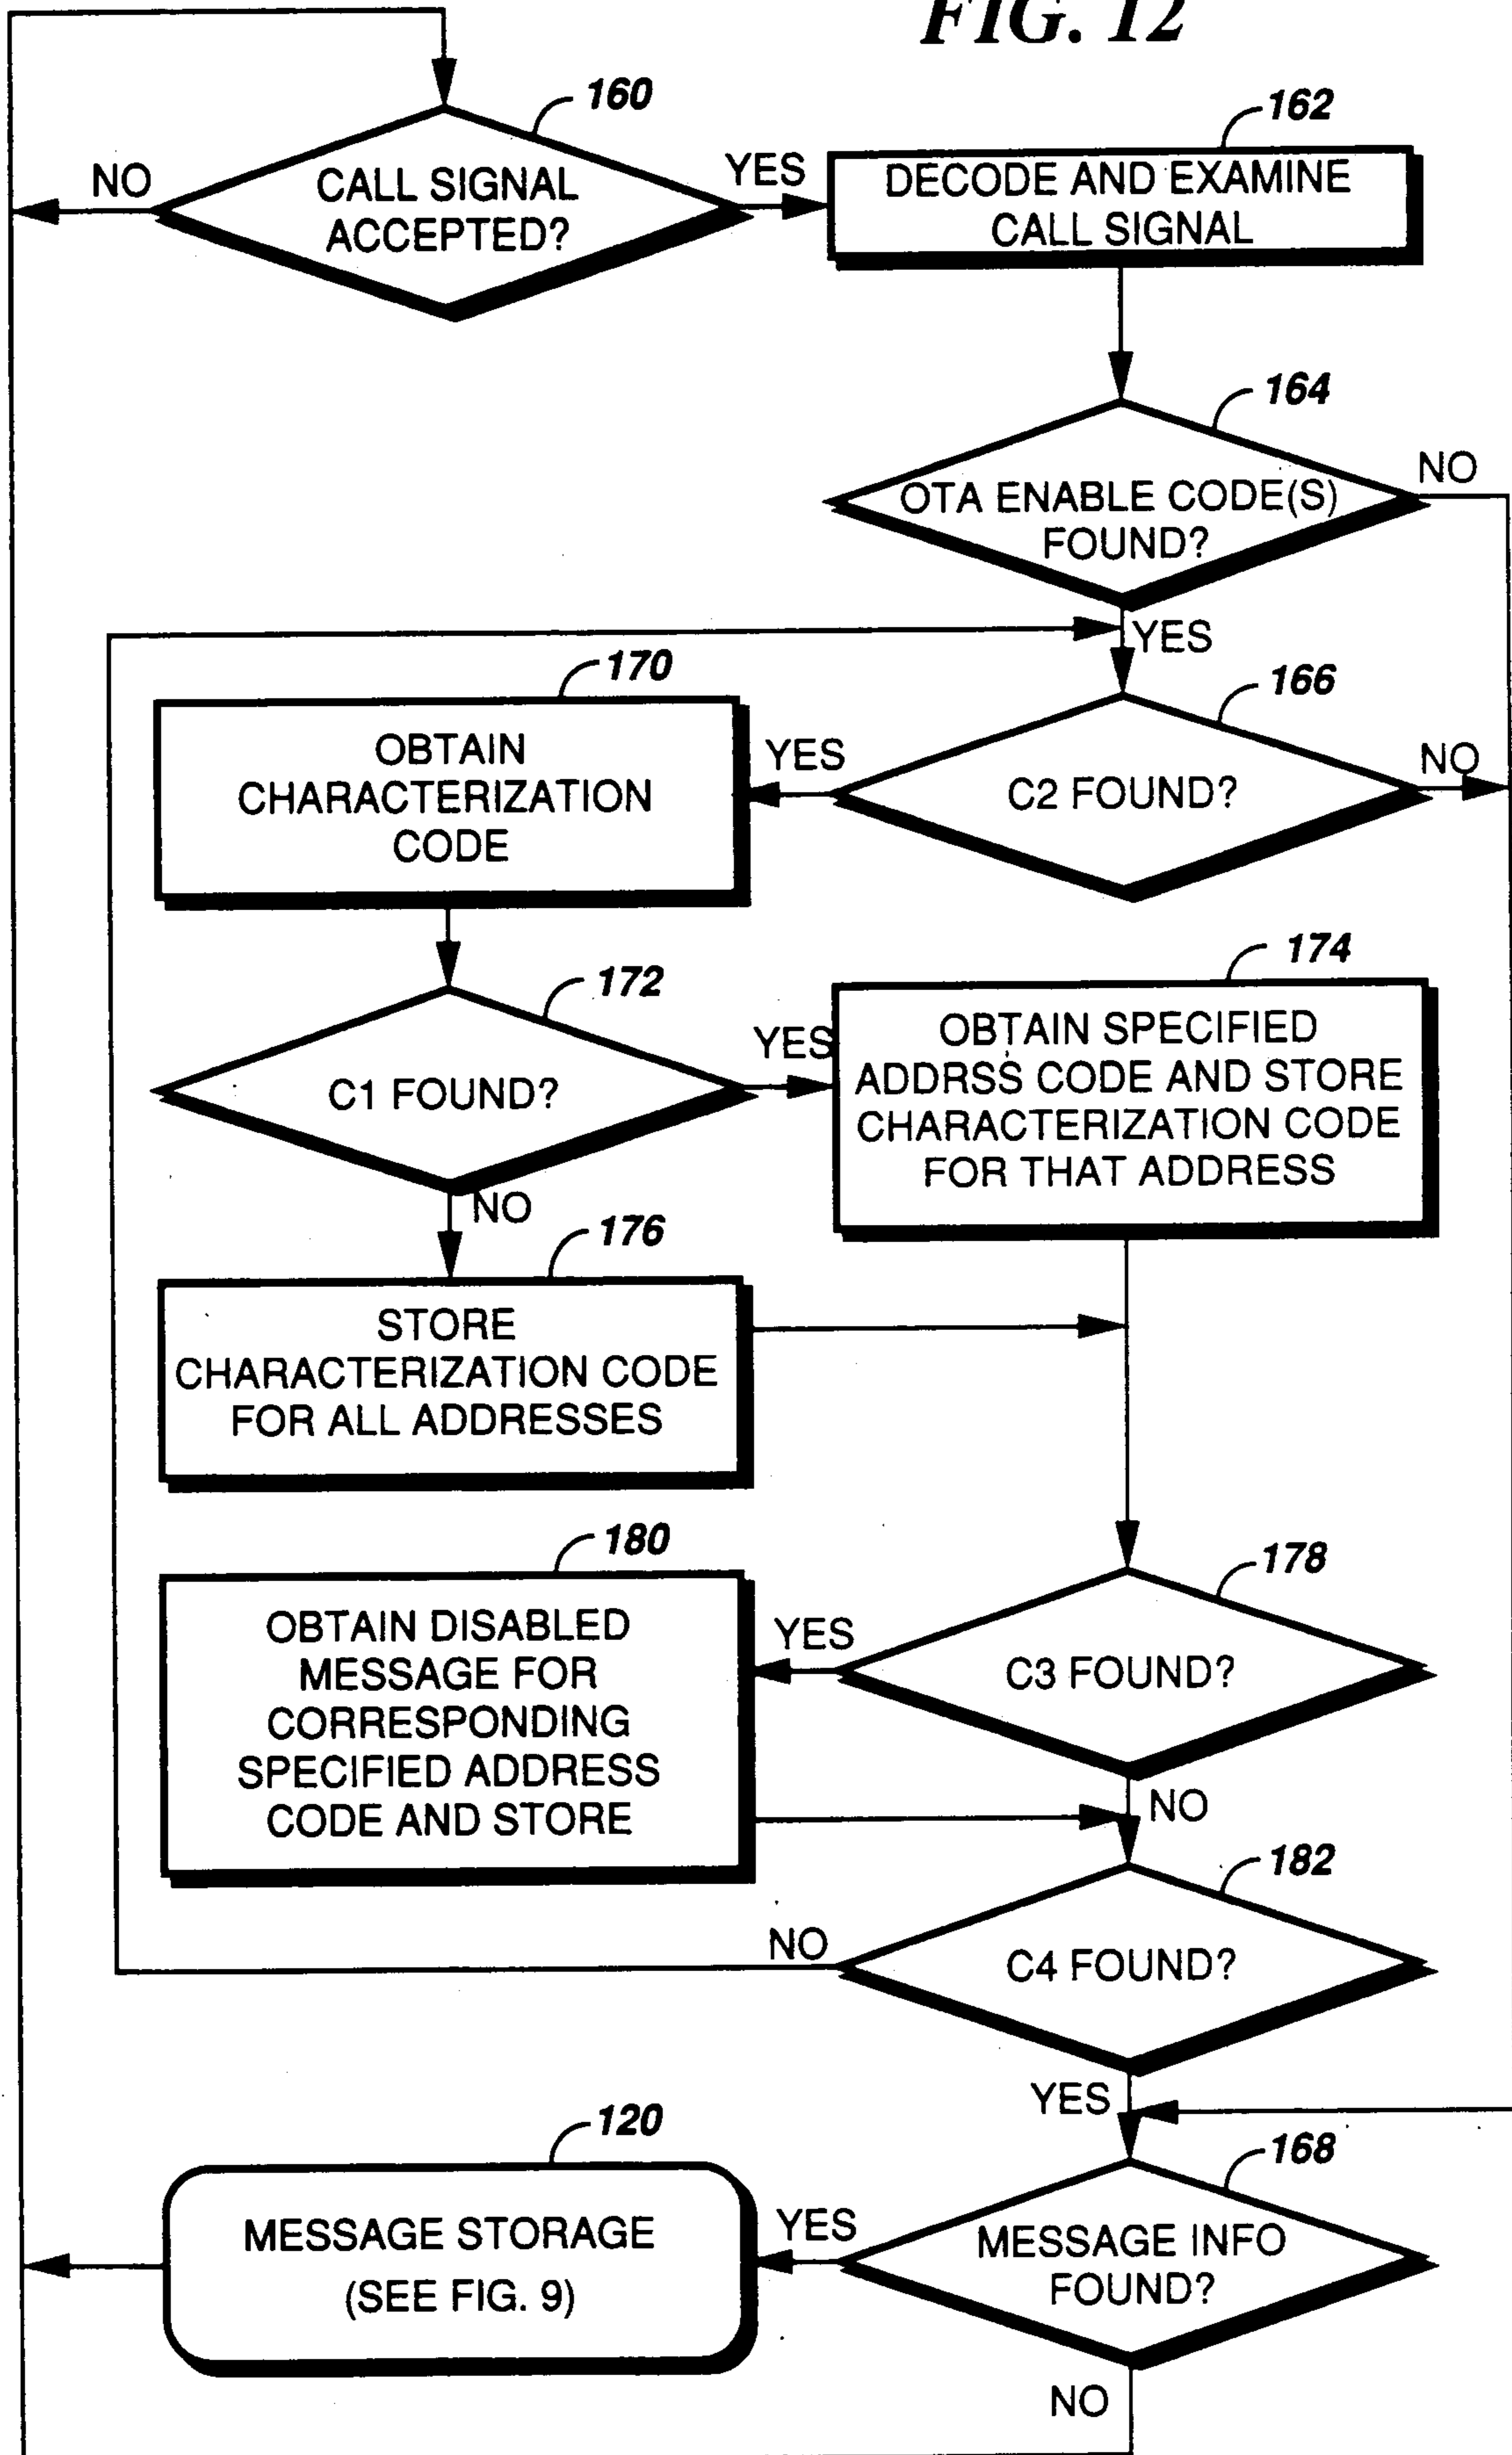 FIG. 12
160
162
NO
CALL SIGNAL
ACCEPTED?
YES
DECODE AND EXAMINE
CALL SIGNAL
164
OTA ENABLE CODE(S)
FOUND?
NO
YES
170
166
OBTAIN
CHARACTERIZATION
CODE
YES
C2 FOUND?
NO
172
174
C1 FOUND?
YES
OBTAIN SPECIFIED
ADDRSS CODE AND STORE
CHARACTERIZATION CODE
FOR THAT ADDRESS
NO
176
STORE
CHARACTERIZATION CODE
FOR ALL ADDRESSES
180
178
OBTAIN DISABLED
MESSAGE FOR
CORRESPONDING
SPECIFIED ADDRESS
CODE AND STORE
YES
C3 FOUND?
NO
182
NO
C4 FOUND?
YES
120
168
MESSAGE STORAGE
(SEE FIG. 9)
YES
MESSAGE INFO
FOUND?
NO